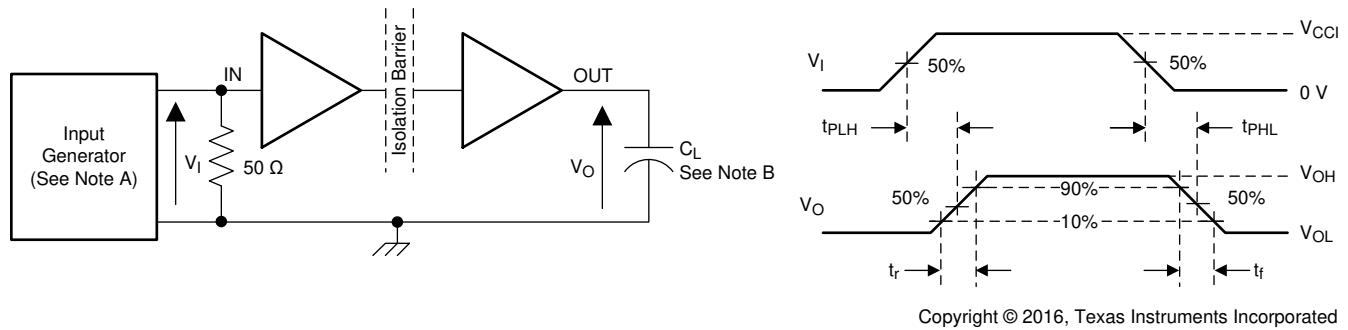 Input
Generator
(See Note A)
V_I
IN
50 Ω
Isolation Barrier
OUT
V_O
C_L
See Note B
V_I
50%
50%
V_CCI
0 V
t_PLH
t_PHL
V_O
50%
90%
10%
50%
V_OH
V_OL
t_r
t_f
Copyright © 2016, Texas Instruments Incorporated